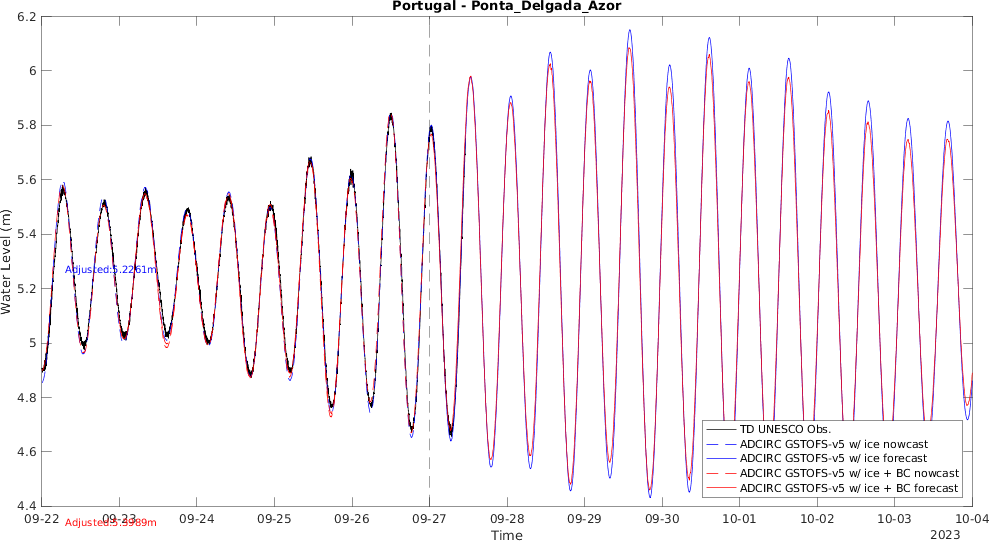 Portugal - Ponta_Delgada_Azor
6.2
6
5.8
5.6
5.4
5.2
5
4.8
4.6
4.4
Water Level (m)
Adjusted:5.2261m
TD UNESCO Obs.
ADCIRC GSTOFS-v5 w/ ice nowcast
ADCIRC GSTOFS-v5 w/ ice forecast
ADCIRC GSTOFS-v5 w/ ice + BC nowcast
ADCIRC GSTOFS-v5 w/ ice + BC forecast
09-22 09-23 09-24 09-25 09-26 09-27 09-28 09-29 09-30 10-01 10-02 10-03 10-04
Time
2023